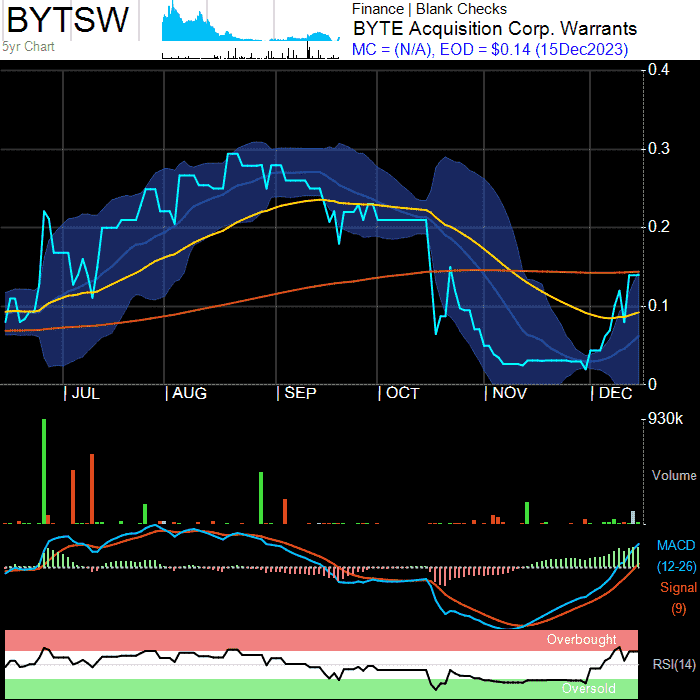 BYTSW
5yr Chart
Finance | Blank Checks
BYTE Acquisition Corp. Warrants
MC = (N/A), EOD = $0.14 (15Dec2023)
0.4
0.3
0.2
0.1
0
| JUL | AUG | SEP | OCT | NOV | DEC
930k
Volume
MACD
(12-26)
Signal
(9)
Overbought
RSI(14)
Oversold